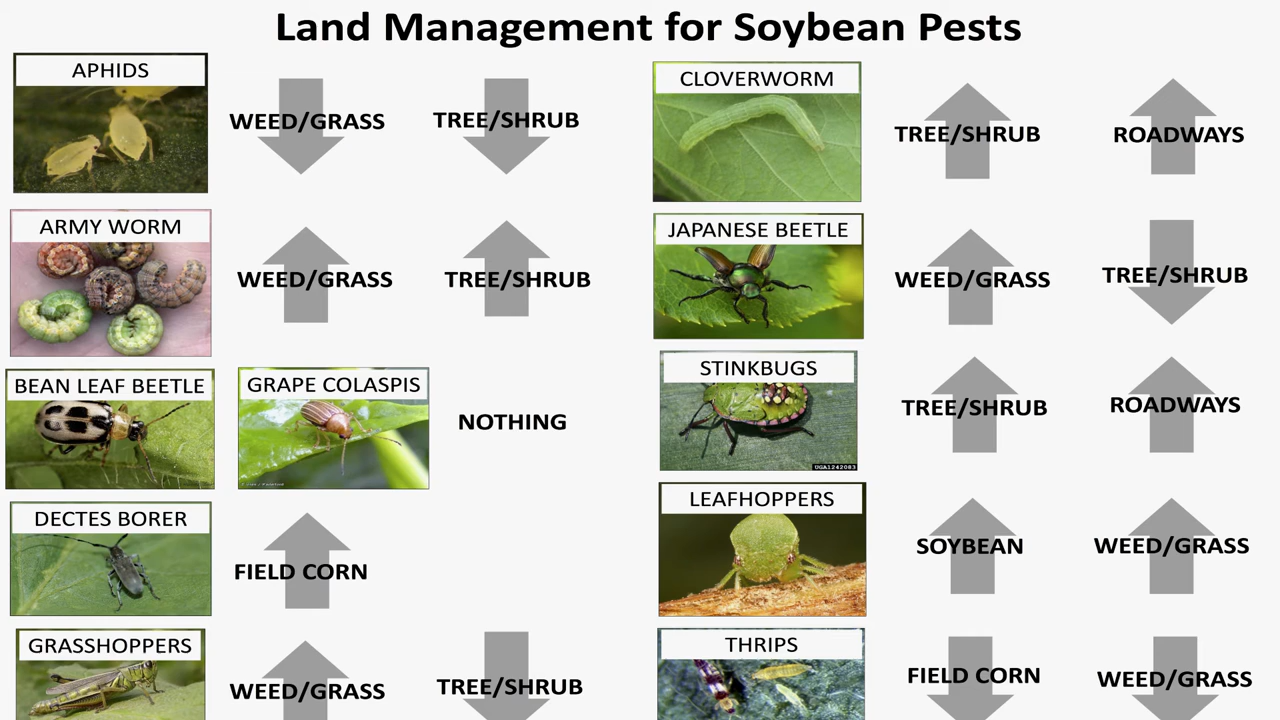 Land Management for Soybean Pests
APHIDS
WEED/GRASS
TREE/SHRUB
ARMY WORM
WEED/GRASS
TREE/SHRUB
BEAN LEAF BEETLE
GRAPE COLASPIS
NOTHING
DECTES BORER
FIELD CORN
GRASSHOPPERS
WEED/GRASS
TREE/SHRUB
CLOVERWORM
TREE/SHRUB
ROADWAYS
JAPANESE BEETLE
WEED/GRASS
TREE/SHRUB
STINKBUGS
UGA1242083
TREE/SHRUB
ROADWAYS
LEAFHOPPERS
SOYBEAN
WEED/GRASS
THRIPS
FIELD CORN
WEED/GRASS